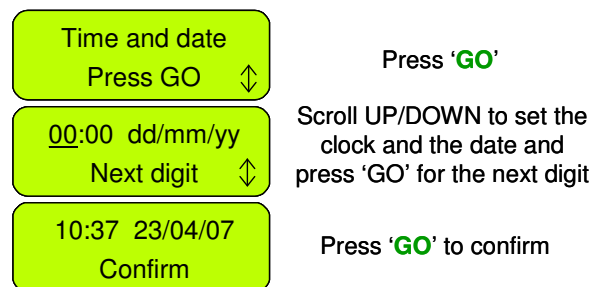 Time and date
Press GO ↕
Press ‘GO’
00:00 dd/mm/yy
Next digit ↕
Scroll UP/DOWN to set the
clock and the date and
press ‘GO’ for the next digit
10:37 23/04/07
Confirm
Press ‘GO’ to confirm